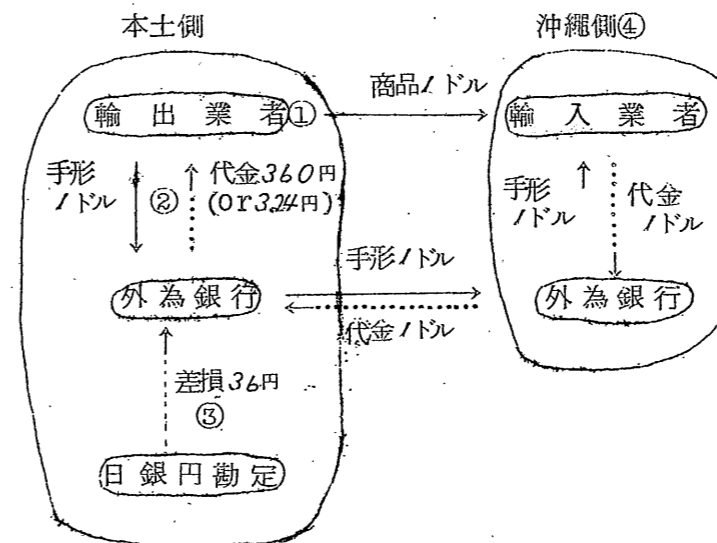 本土側
沖縄側④
商品1ドル
輸出業者①
輸入業者
手形
1ドル
②
代金360円
(or324円)
手形
1ドル
代金
1ドル
手形1ドル
外為銀行
外為銀行
代金1ドル
差損36円
③
日銀円勘定